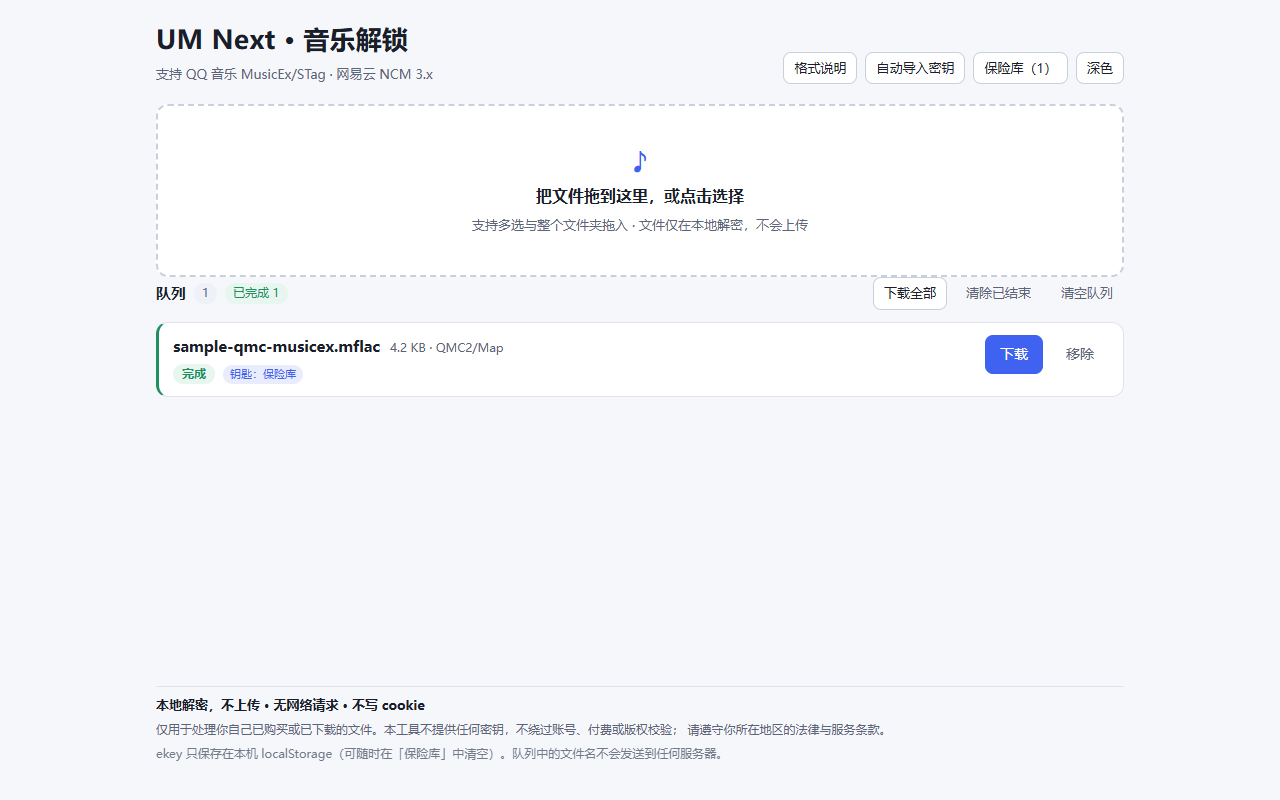 UM Next • 音乐解锁
支持 QQ 音乐 MusicEx/STag · 网易云 NCM 3.x
格式说明
自动导入密钥
保险库（1）
深色
把文件拖到这里，或点击选择
支持多选与整个文件夹拖入 · 文件仅在本地解密，不会上传
队列 1 已完成 1
下载全部
清除已结束
清空队列
sample-qmc-musicex.mflac 4.2 KB · QMC2/Map
完成 钥匙：保险库
下载
移除
本地解密，不上传 • 无网络请求 • 不写 cookie
仅用于处理你自己已购买或已下载的文件。本工具不提供任何密钥，不绕过账号、付费或版权校验； 请遵守你所在地区的法律与服务条款。
ekey 只保存在本机 localStorage（可随时在「保险库」中清空）。队列中的文件名不会发送到任何服务器。